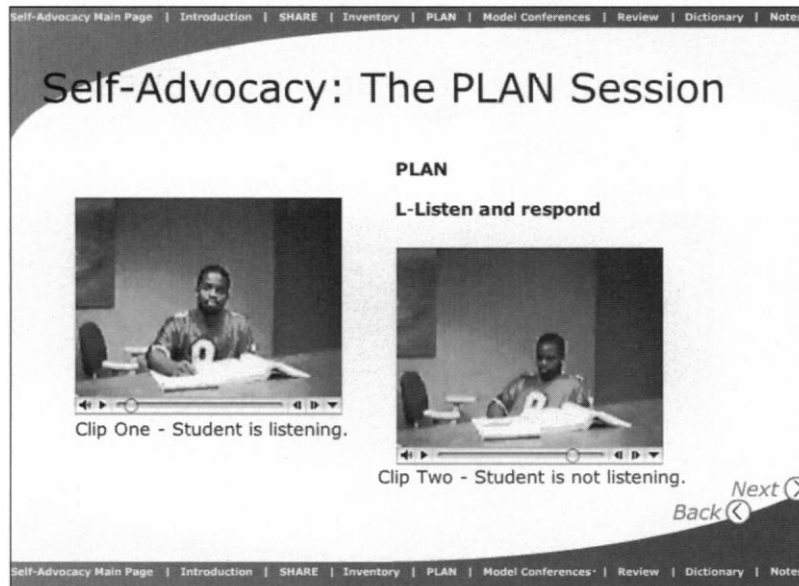 Self-Advocacy Main Page | Introduction | SHARE | Inventory | PLAN | Model Conferences | Review | Dictionary | Notes
Self-Advocacy: The PLAN Session
PLAN
L-Listen and respond
8
8
Clip One - Student is listening.
Clip Two - Student is not listening.
Next
Back
Self-Advocacy Main Page | Introduction | SHARE | Inventory | PLAN | Model Conferences | Review | Dictionary | Notes